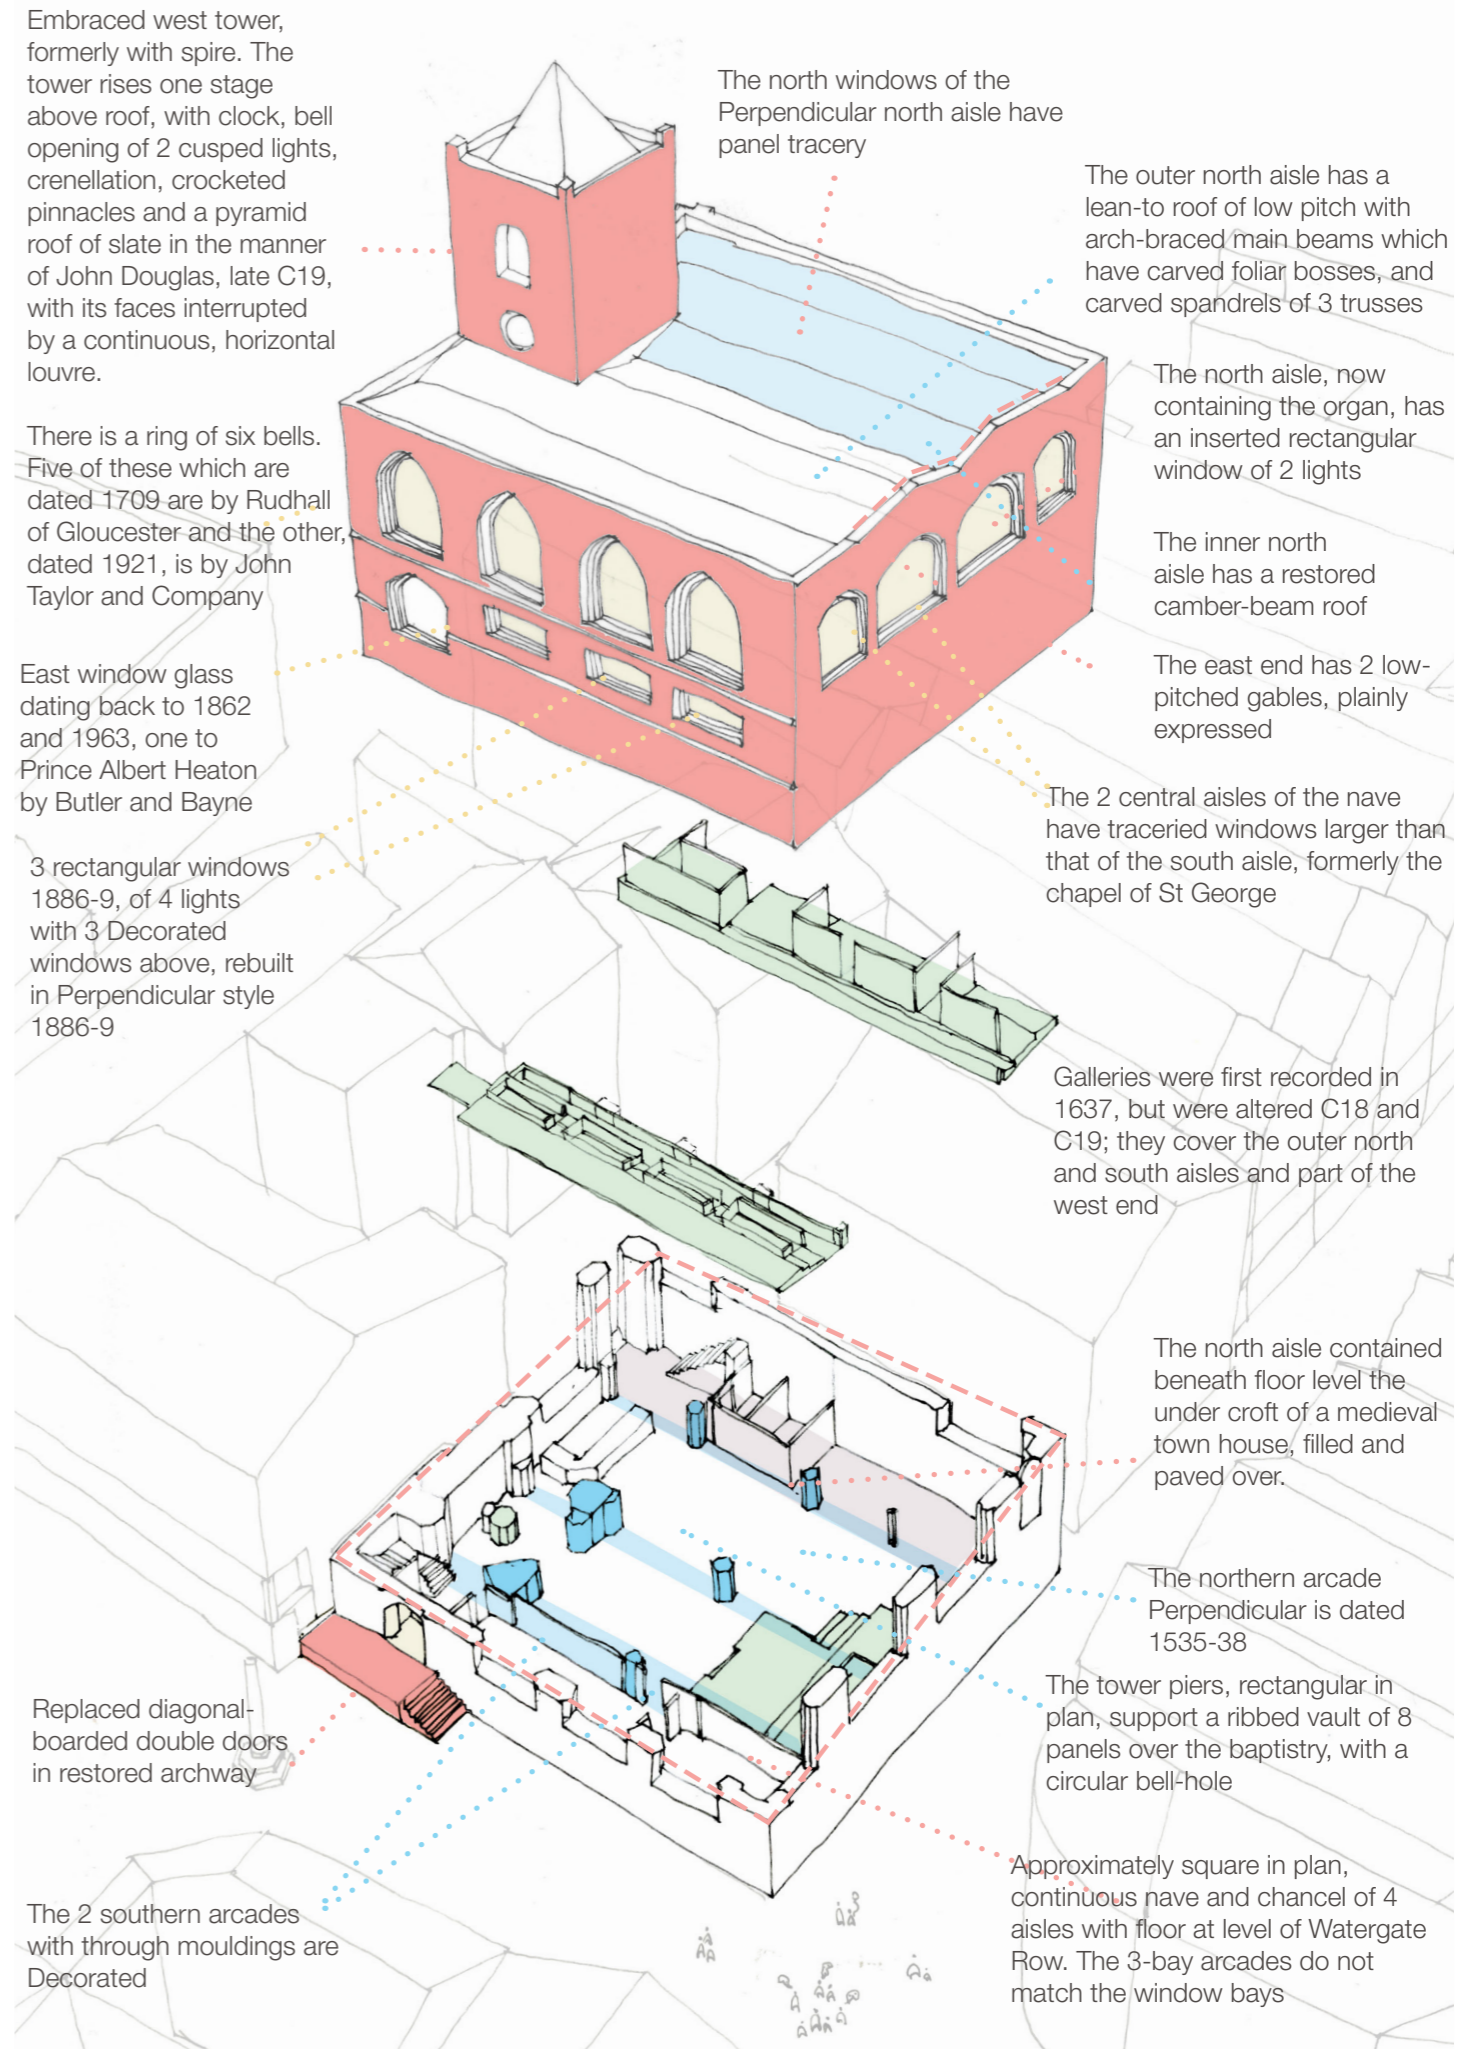 Embraced west tower,
formerly with spire. The
tower rises one stage
above roof, with clock, bell
opening of 2 cusped lights,
crenellation, crocketed
pinnacles and a pyramid
roof of slate in the manner
of John Douglas, late C19,
with its faces interrupted
by a continuous, horizontal
louvre.
There is a ring of six bells.
Five of these which are
dated 1709 are by Rudhall
of Gloucester and the other,
dated 1921, is by John
Taylor and Company
East window glass
dating back to 1862
and 1963, one to
Prince Albert Heaton
by Butler and Bayne
3 rectangular windows
1886-9, of 4 lights
with 3 Decorated
windows above, rebuilt
in Perpendicular style
1886-9
The north windows of the
Perpendicular north aisle have
panel tracery
The outer north aisle has a
lean-to roof of low pitch with
arch-braced main beams which
have carved foliar bosses, and
carved spandrels of 3 trusses
The north aisle, now
containing the organ, has
an inserted rectangular
window of 2 lights
The inner north
aisle has a restored
camber-beam roof
The east end has 2 low-
pitched gables, plainly
expressed
The 2 central aisles of the nave
have traceried windows larger than
that of the south aisle, formerly the
chapel of St George
Galleries were first recorded in
1637, but were altered C18 and
C19; they cover the outer north
and south aisles and part of the
west end
The north aisle contained
beneath floor level the
under croft of a medieval
town house, filled and
paved over.
The northern arcade
Perpendicular is dated
1535-38
The tower piers, rectangular in
plan, support a ribbed vault of 8
panels over the baptistry, with a
circular bell-hole
Approximately square in plan,
continuous nave and chancel of 4
aisles with floor at level of Watergate
Row. The 3-bay arcades do not
match the window bays
Replaced diagonal-
boarded double doors
in restored archway
The 2 southern arcades
with through mouldings are
Decorated